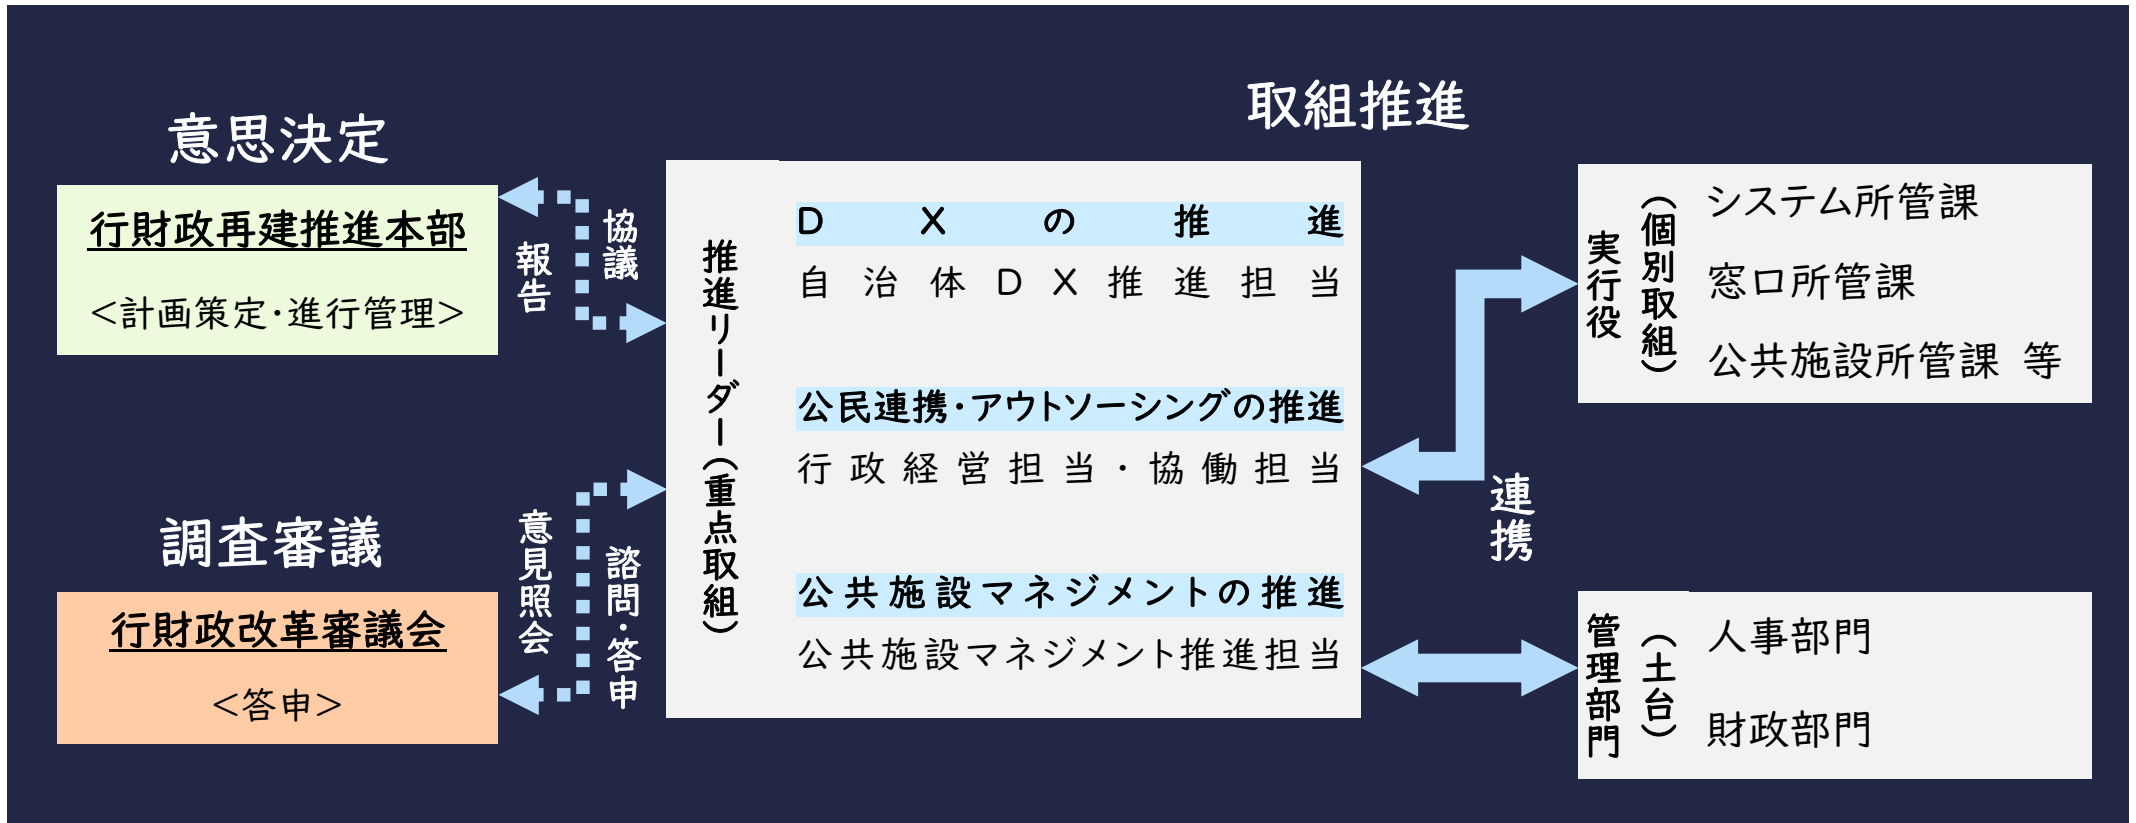 取組推進
意思決定
行財政再建推進本部
<計画策定・進行管理>
報告
協議
調査審議
行財政改革審議会
<答申>
意見照会
諮問・答申
推進リーダー(重点取組)
DXの推進
自治体DX推進担当
公民連携・アウトソーシングの推進
行政経営担当・協働担当
公共施設マネジメントの推進
公共施設マネジメント推進担当
連携
実行役
(個別取組)
システム所管課
窓口所管課
公共施設所管課 等
管理部門
(土台)
人事部門
財政部門